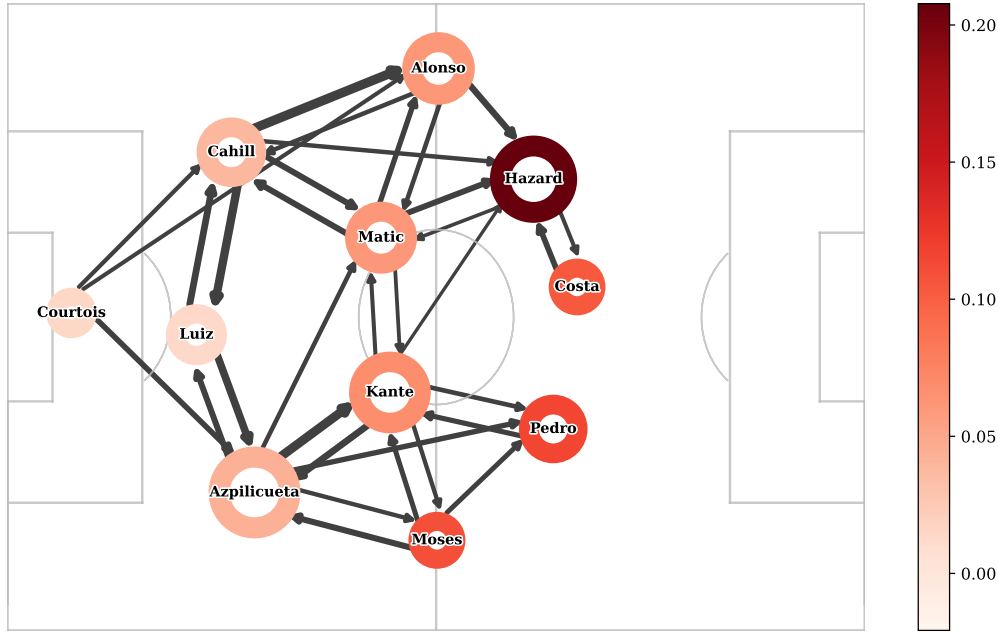 Alonso
Cahill
Hazard
Matic
Costa
Courtois
Luiz
Kante
Pedro
Azpilicueta
Moses
0.20
0.15
0.10
0.05
0.00